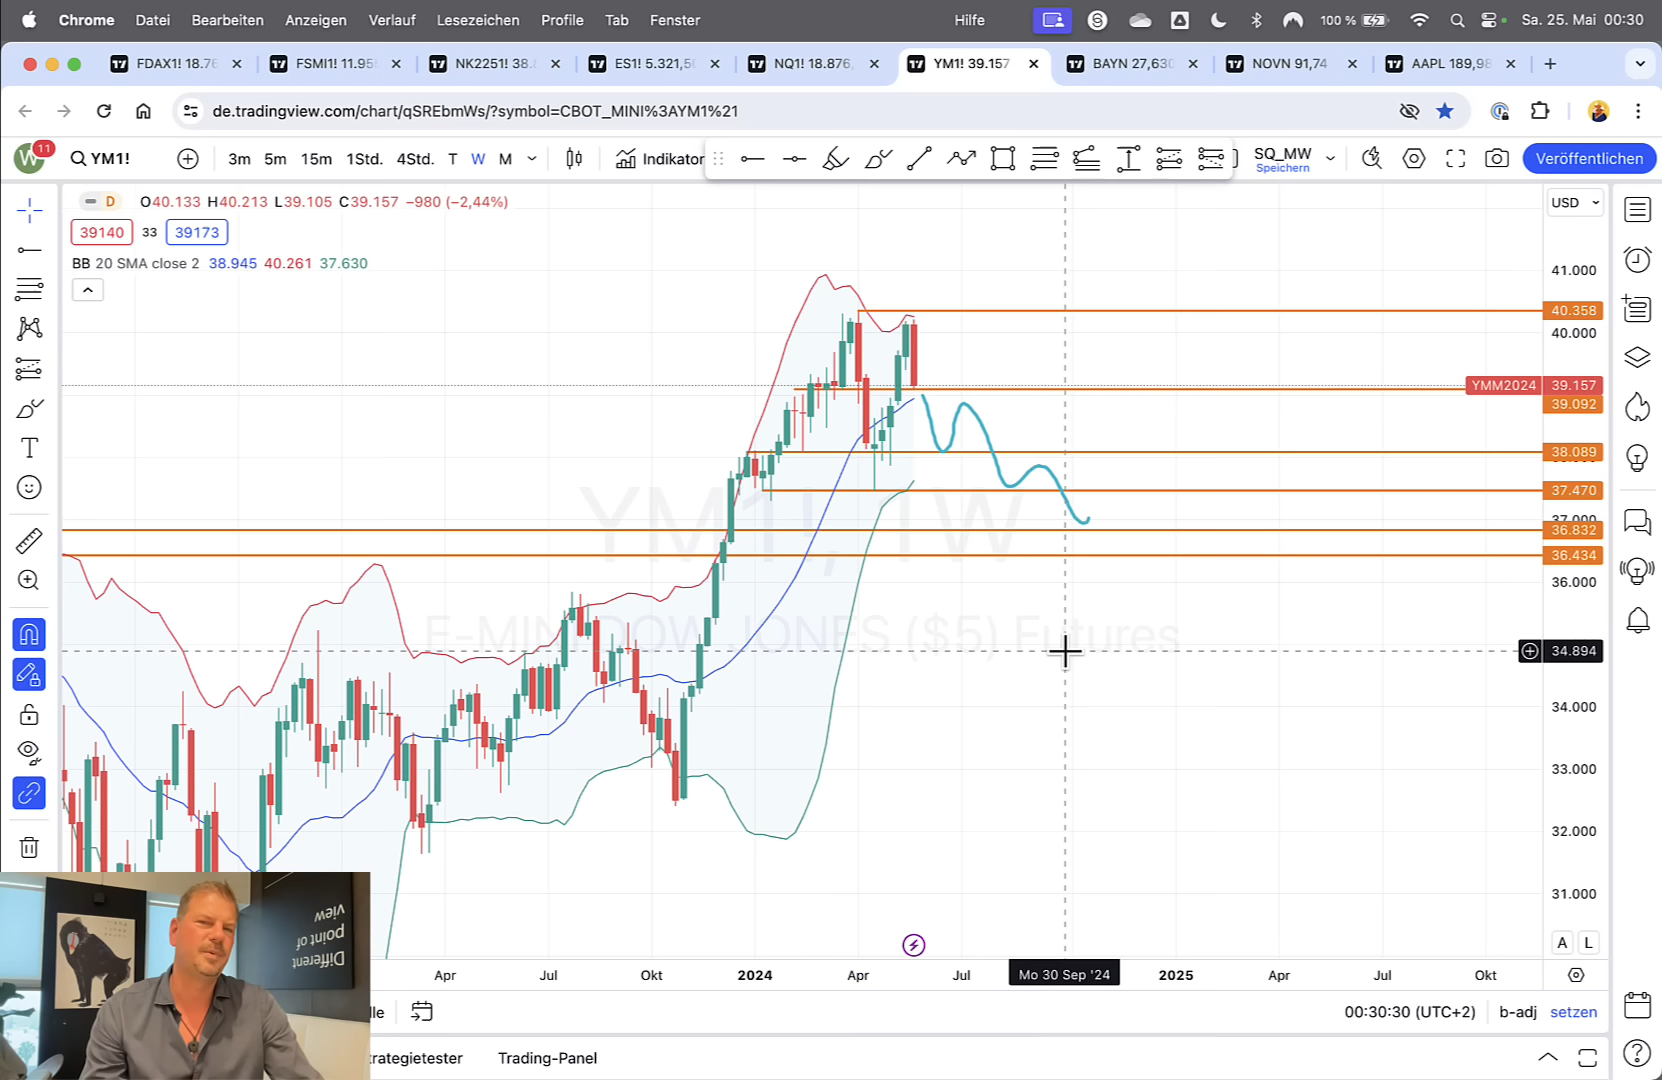 Chrome Datei Bearbeiten Anzeigen Verlauf Lesezeichen Profile Tab Fenster Hilfe 100 % Sa. 25. Mai 00:30
FDAX1! 18.76 FSMI1! 11.95 NK2251! 38. ES1! 5.321,50 NQ1! 18.876, YM1! 39.157 BAYN 27,630 NOVN 91,74 AAPL 189,98
de.tradingview.com/chart/qSREbmWs/?symbol=CBOT_MINI%3AYM1%21
W 11 YM1! 3m 5m 15m 1Std. 4Std. T W M Indikator SQ_MW Speichern Veröffentlichen
D O40.133 H40.213 L39.105 C39.157 −980 (−2,44%) USD
39140 33 39173
BB 20 SMA close 2 38.945 40.261 37.630
41.000
40.358
40.000
YMM2024 39.157
39.092
38.089
37.470
37.000
36.832
36.434
36.000
34.894
34.000
33.000
32.000
31.000
YM1!, 1W
E-MINI DOW JONES ($5) Futures
Different
point of
view
A L
Apr Jul Okt 2024 Apr Jul Mo 30 Sep '24 2025 Apr Jul Okt
lle 00:30:30 (UTC+2) b-adj setzen
trategietester Trading-Panel